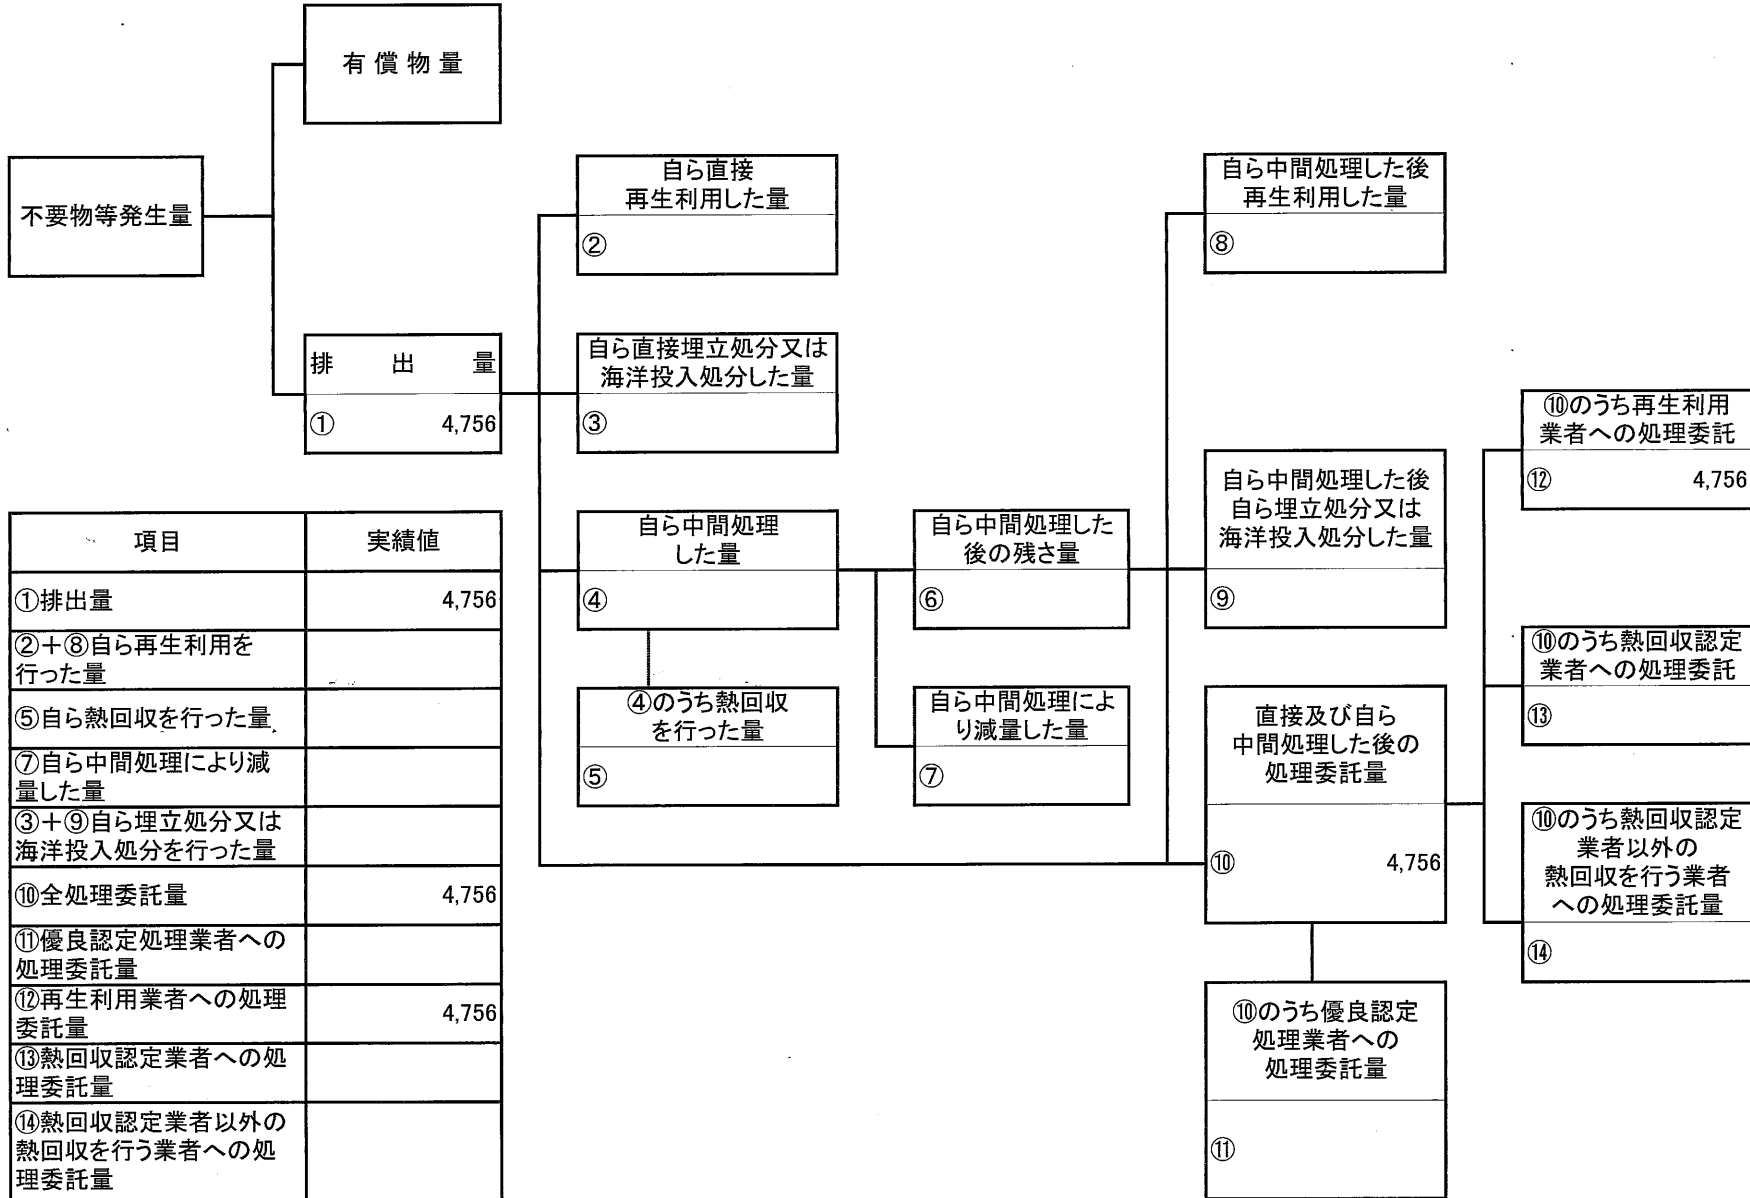 有償物量
不要物等発生量
排出量
① 4,756
自ら直接
再生利用した量
②
自ら直接埋立処分又は
海洋投入処分した量
③
自ら中間処理
した量
④
④のうち熱回収
を行った量
⑤
自ら中間処理した
後の残さ量
⑥
自ら中間処理によ
り減量した量
⑦
自ら中間処理した後
再生利用した量
⑧
自ら中間処理した後
自ら埋立処分又は
海洋投入処分した量
⑨
直接及び自ら
中間処理した後の
処理委託量
⑩ 4,756
⑩のうち優良認定
処理業者への
処理委託量
⑪
⑩のうち再生利用
業者への処理委託
⑫ 4,756
⑩のうち熱回収認定
業者への処理委託
⑬
⑩のうち熱回収認定
業者以外の
熱回収を行う業者
への処理委託量
⑭
項目 実績値
①排出量 4,756
②+⑧自ら再生利用を
行った量
⑤自ら熱回収を行った量
⑦自ら中間処理により減
量した量
③+⑨自ら埋立処分又は
海洋投入処分を行った量
⑩全処理委託量 4,756
⑪優良認定処理業者への
処理委託量
⑫再生利用業者への処理
委託量 4,756
⑬熱回収認定業者への処
理委託量
⑭熱回収認定業者以外の
熱回収を行う業者への処
理委託量